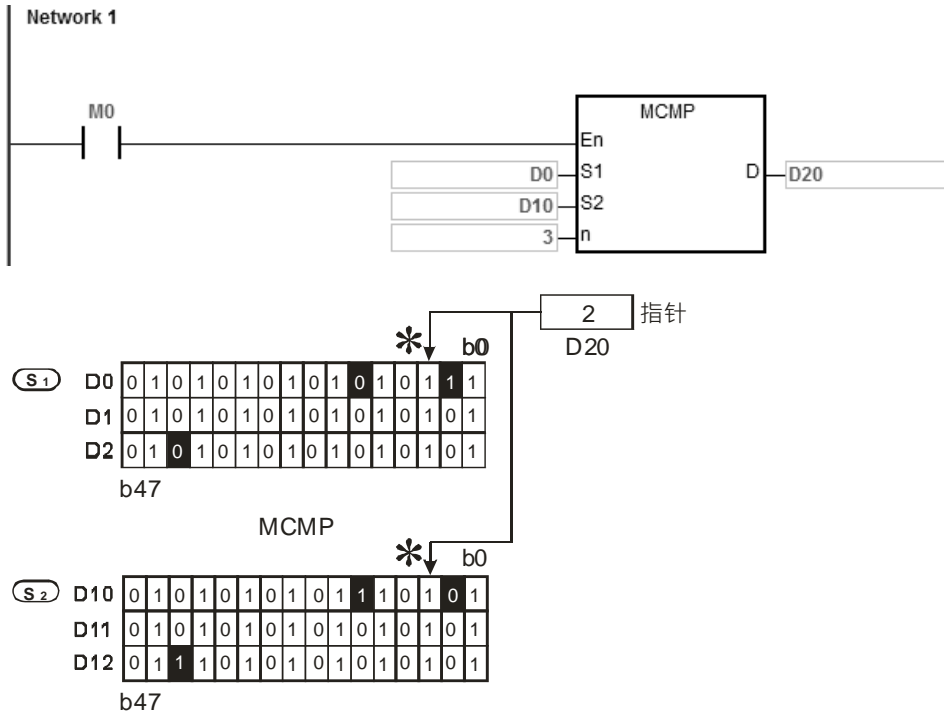 Network 1
M0
MCMP
En
D0 S1 D D20
D10 S2
3 n
2 指针
D20
b0
S1 D0 0 1 0 1 0 1 0 1 0 1 0 1 0 1 1 1
D1 0 1 0 1 0 1 0 1 0 1 0 1 0 1 0 1
D2 0 1 0 1 0 1 0 1 0 1 0 1 0 1 0 1
b47
MCMP
b0
S2 D10 0 1 0 1 0 1 0 1 0 1 1 1 0 1 0 1
D11 0 1 0 1 0 1 0 1 0 1 0 1 0 1 0 1
D12 0 1 1 1 0 1 0 1 0 1 0 1 0 1 0 1
b47